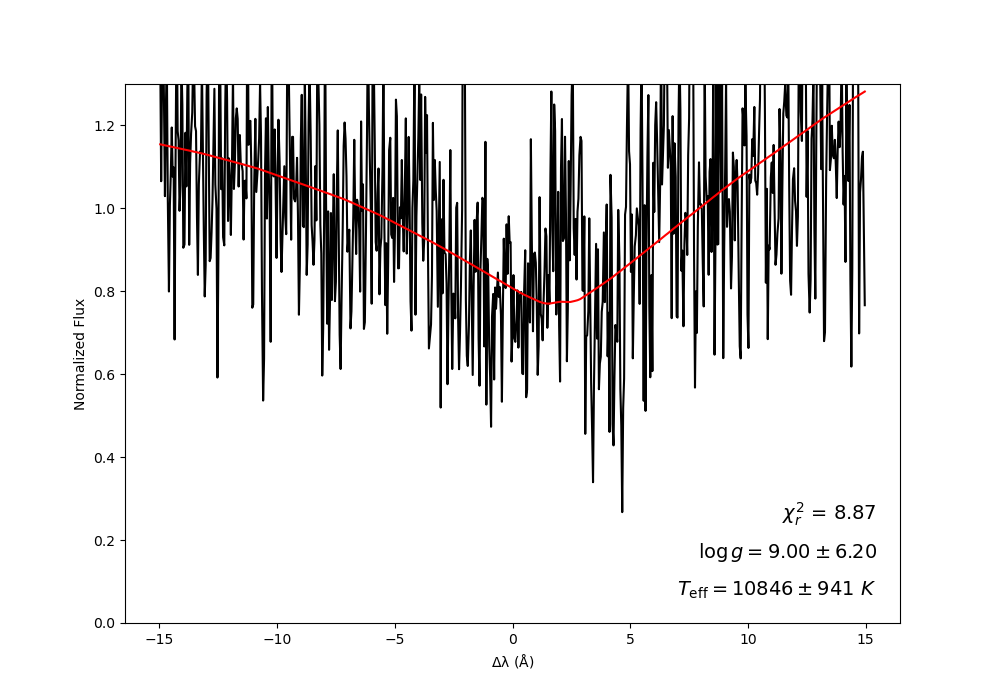 1.2
1.0
0.8
0.6
0.4
0.2
0.0
Normalized Flux
χ²ᵣ = 8.87
log g = 9.00 ± 6.20
T_eff = 10846 ± 941 K
−15 −10 −5 0 5 10 15
Δλ (Å)